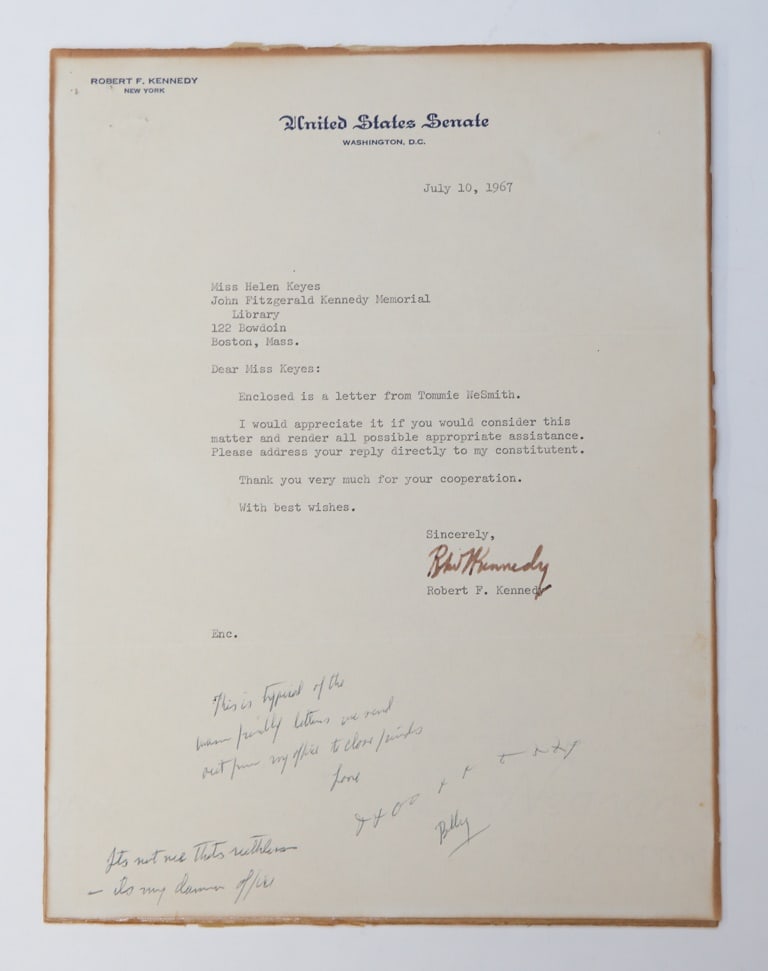 ROBERT F. KENNEDY
NEW YORK
United States Senate
WASHINGTON, D.C.
July 10, 1967
Miss Helen Keyes
John Fitzgerald Kennedy Memorial
Library
122 Bowdoin
Boston, Mass.
Dear Miss Keyes:
Enclosed is a letter from Tommie NeSmith.
I would appreciate it if you would consider this
matter and render all possible appropriate assistance.
Please address your reply directly to my constitutent.
Thank you very much for your cooperation.
With best wishes.
Sincerely,
Robt Kennedy
Robert F. Kennedy
Enc.
This is typical of the
warm friendly letters we send
out from my office to close friends
Love
xx00 x x x xxx
Bobby
Its not me thats ruthless
— its my damn office